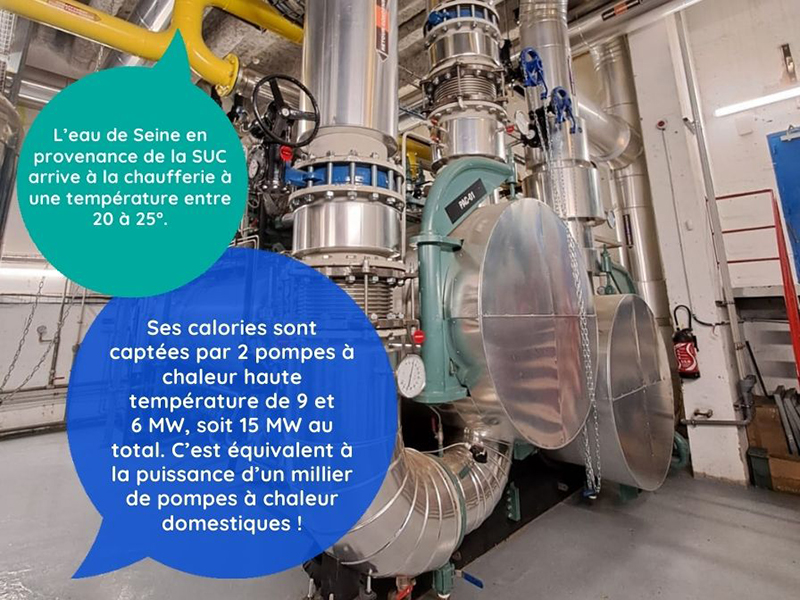 L'eau de Seine en
provenance de la SUC
arrive à la chaufferie à
une température entre
20 à 25°.
PAC-01
Ses calories sont
captées par 2 pompes à
chaleur haute
température de 9 et
6 MW, soit 15 MW au
total. C'est équivalent à
la puissance d'un millier
de pompes à chaleur
domestiques !